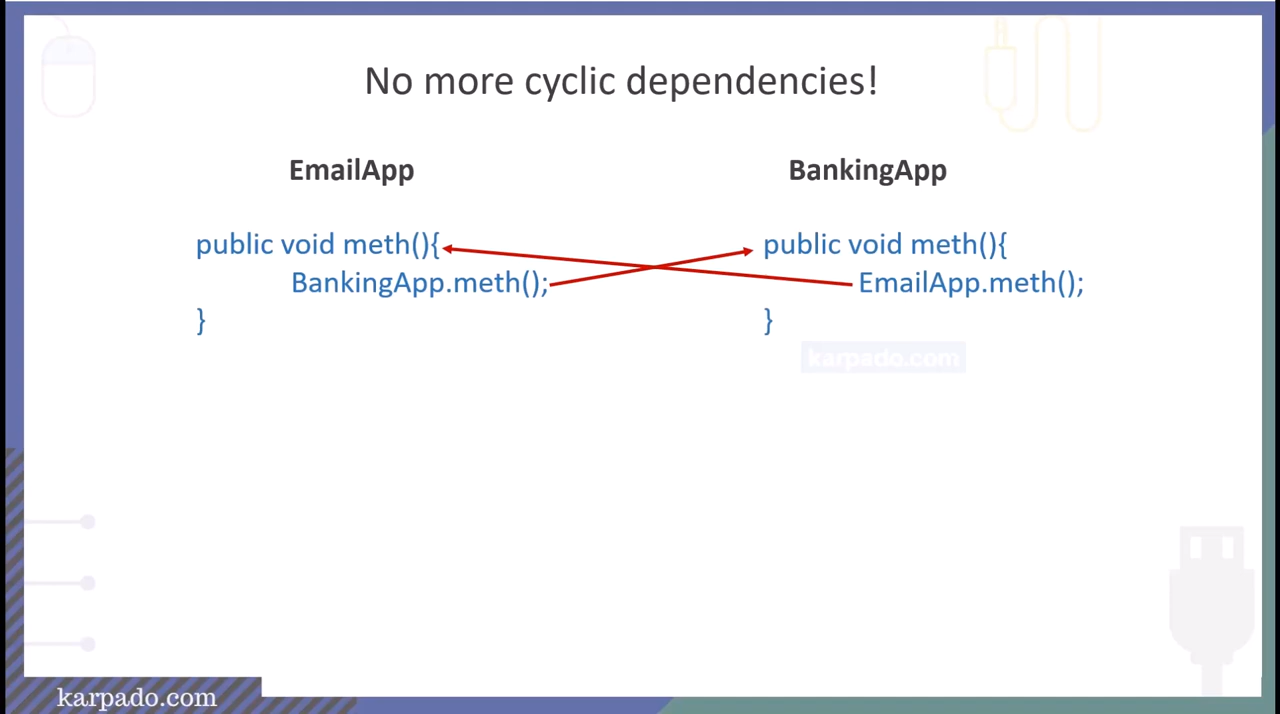 No more cyclic dependencies!
EmailApp
BankingApp
public void meth(){
BankingApp.meth();
}
public void meth(){
EmailApp.meth();
}
karpado.com
karpado.com